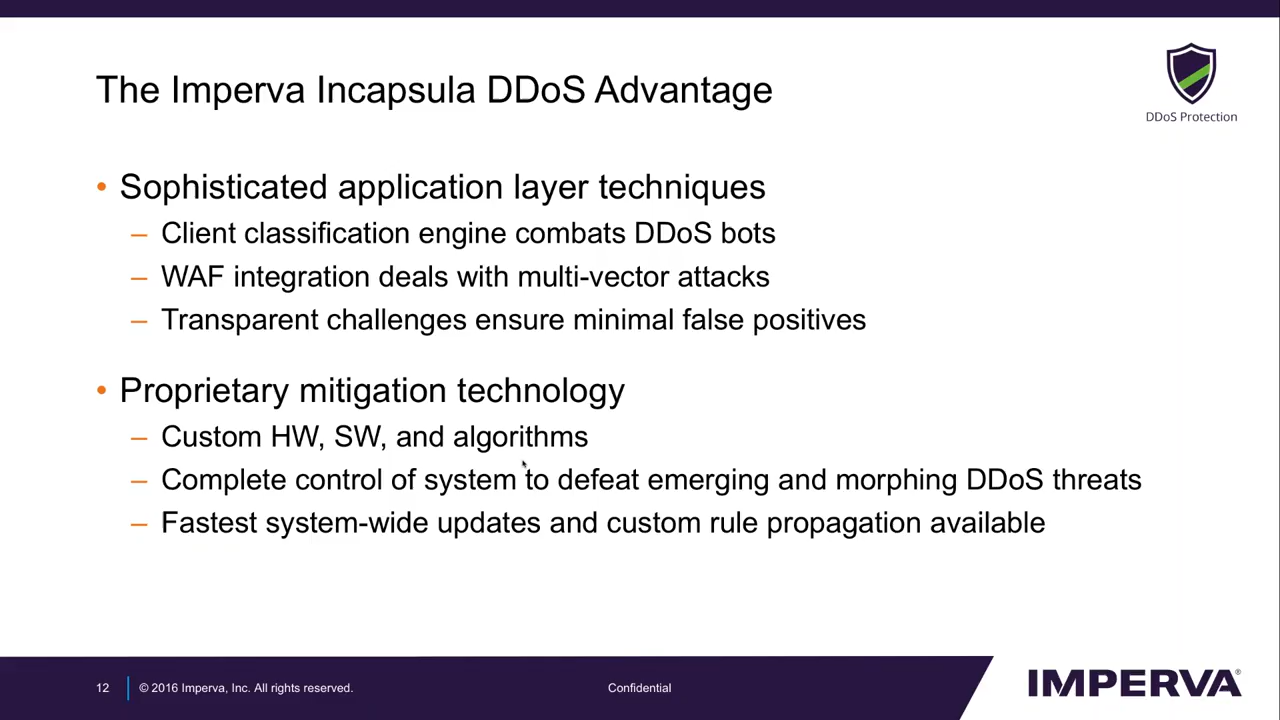 The Imperva Incapsula DDoS Advantage
DDoS Protection
• Sophisticated application layer techniques
– Client classification engine combats DDoS bots
– WAF integration deals with multi-vector attacks
– Transparent challenges ensure minimal false positives
• Proprietary mitigation technology
– Custom HW, SW, and algorithms
– Complete control of system to defeat emerging and morphing DDoS threats
– Fastest system-wide updates and custom rule propagation available
12
© 2016 Imperva, Inc. All rights reserved.
Confidential
IMPERVA®